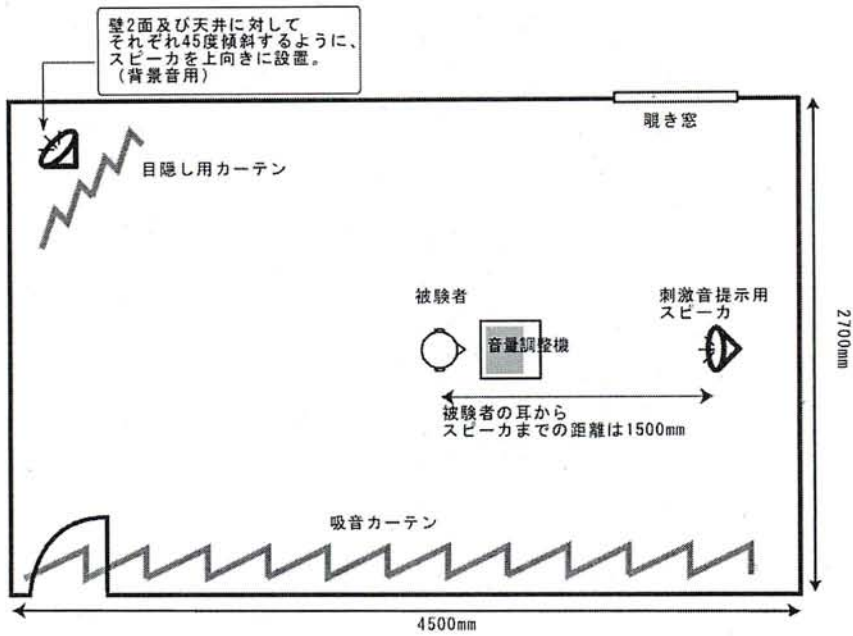 壁2面及び天井に対して
それぞれ45度傾斜するように、
スピーカを上向きに設置。
（背景音用）
覗き窓
目隠し用カーテン
被験者
刺激音提示用
スピーカ
音量調整機
2700mm
被験者の耳から
スピーカまでの距離は1500mm
吸音カーテン
4500mm